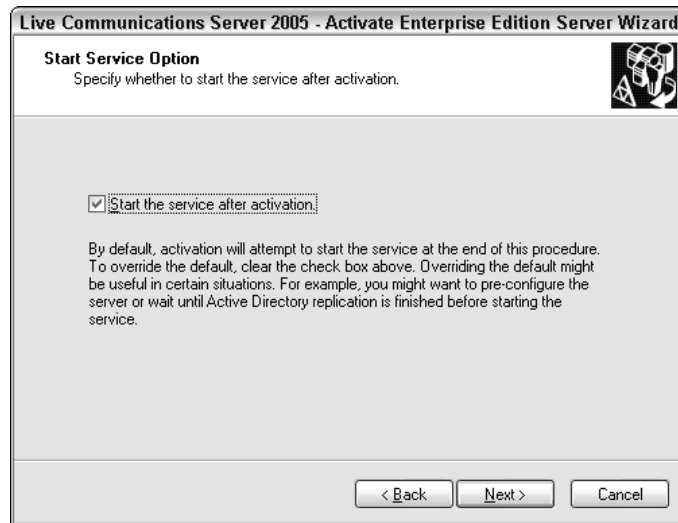 Live Communications Server 2005 - Activate Enterprise Edition Server Wizard
Start Service Option
Specify whether to start the service after activation.
Start the service after activation.
By default, activation will attempt to start the service at the end of this procedure.
To override the default, clear the check box above. Overriding the default might
be useful in certain situations. For example, you might want to pre-configure the
server or wait until Active Directory replication is finished before starting the
service.
< Back Next > Cancel